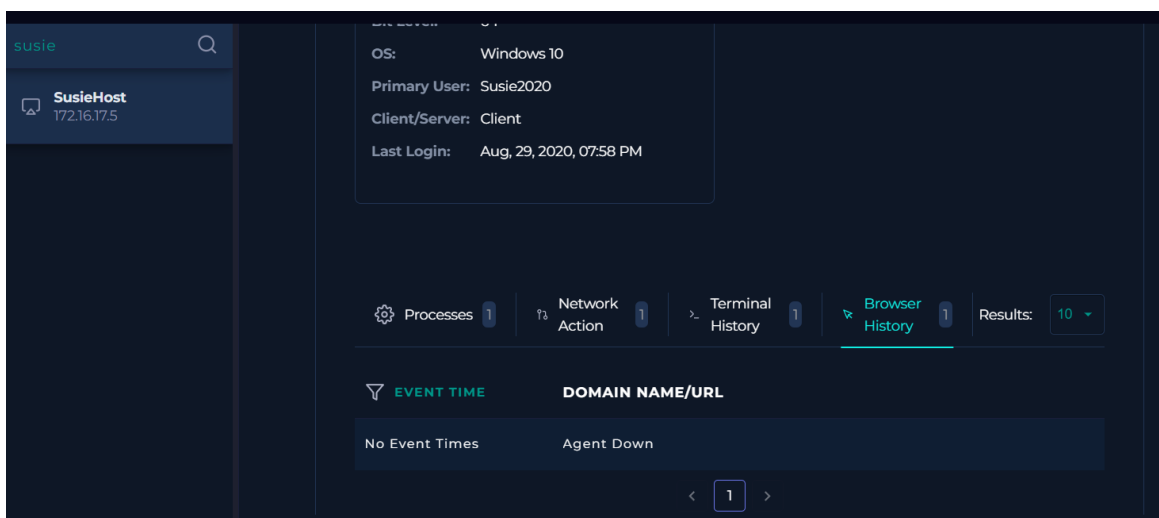 susie
SusieHost
172.16.17.5
OS: Windows 10
Primary User: Susie2020
Client/Server: Client
Last Login: Aug, 29, 2020, 07:58 PM
Processes 1
Network Action 1
Terminal History 1
Browser History 1
Results: 10
EVENT TIME DOMAIN NAME/URL
No Event Times Agent Down
< 1 >